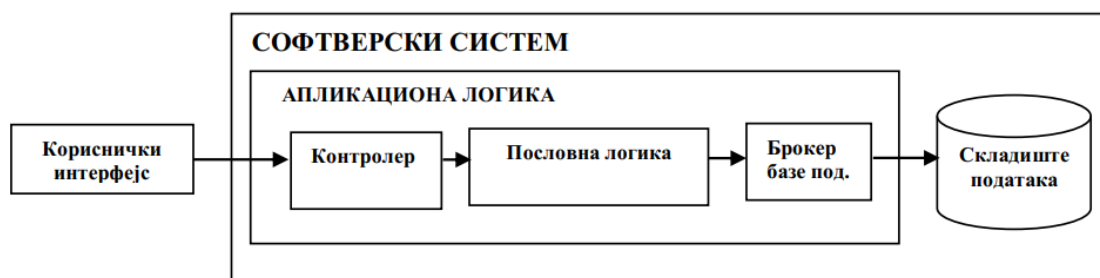 СОФТВЕРСКИ СИСТЕМ
АПЛИКАЦИОНА ЛОГИКА
Кориснички
интерфејс
Контролер
Пословна логика
Брокер
базе под.
Складиште
података